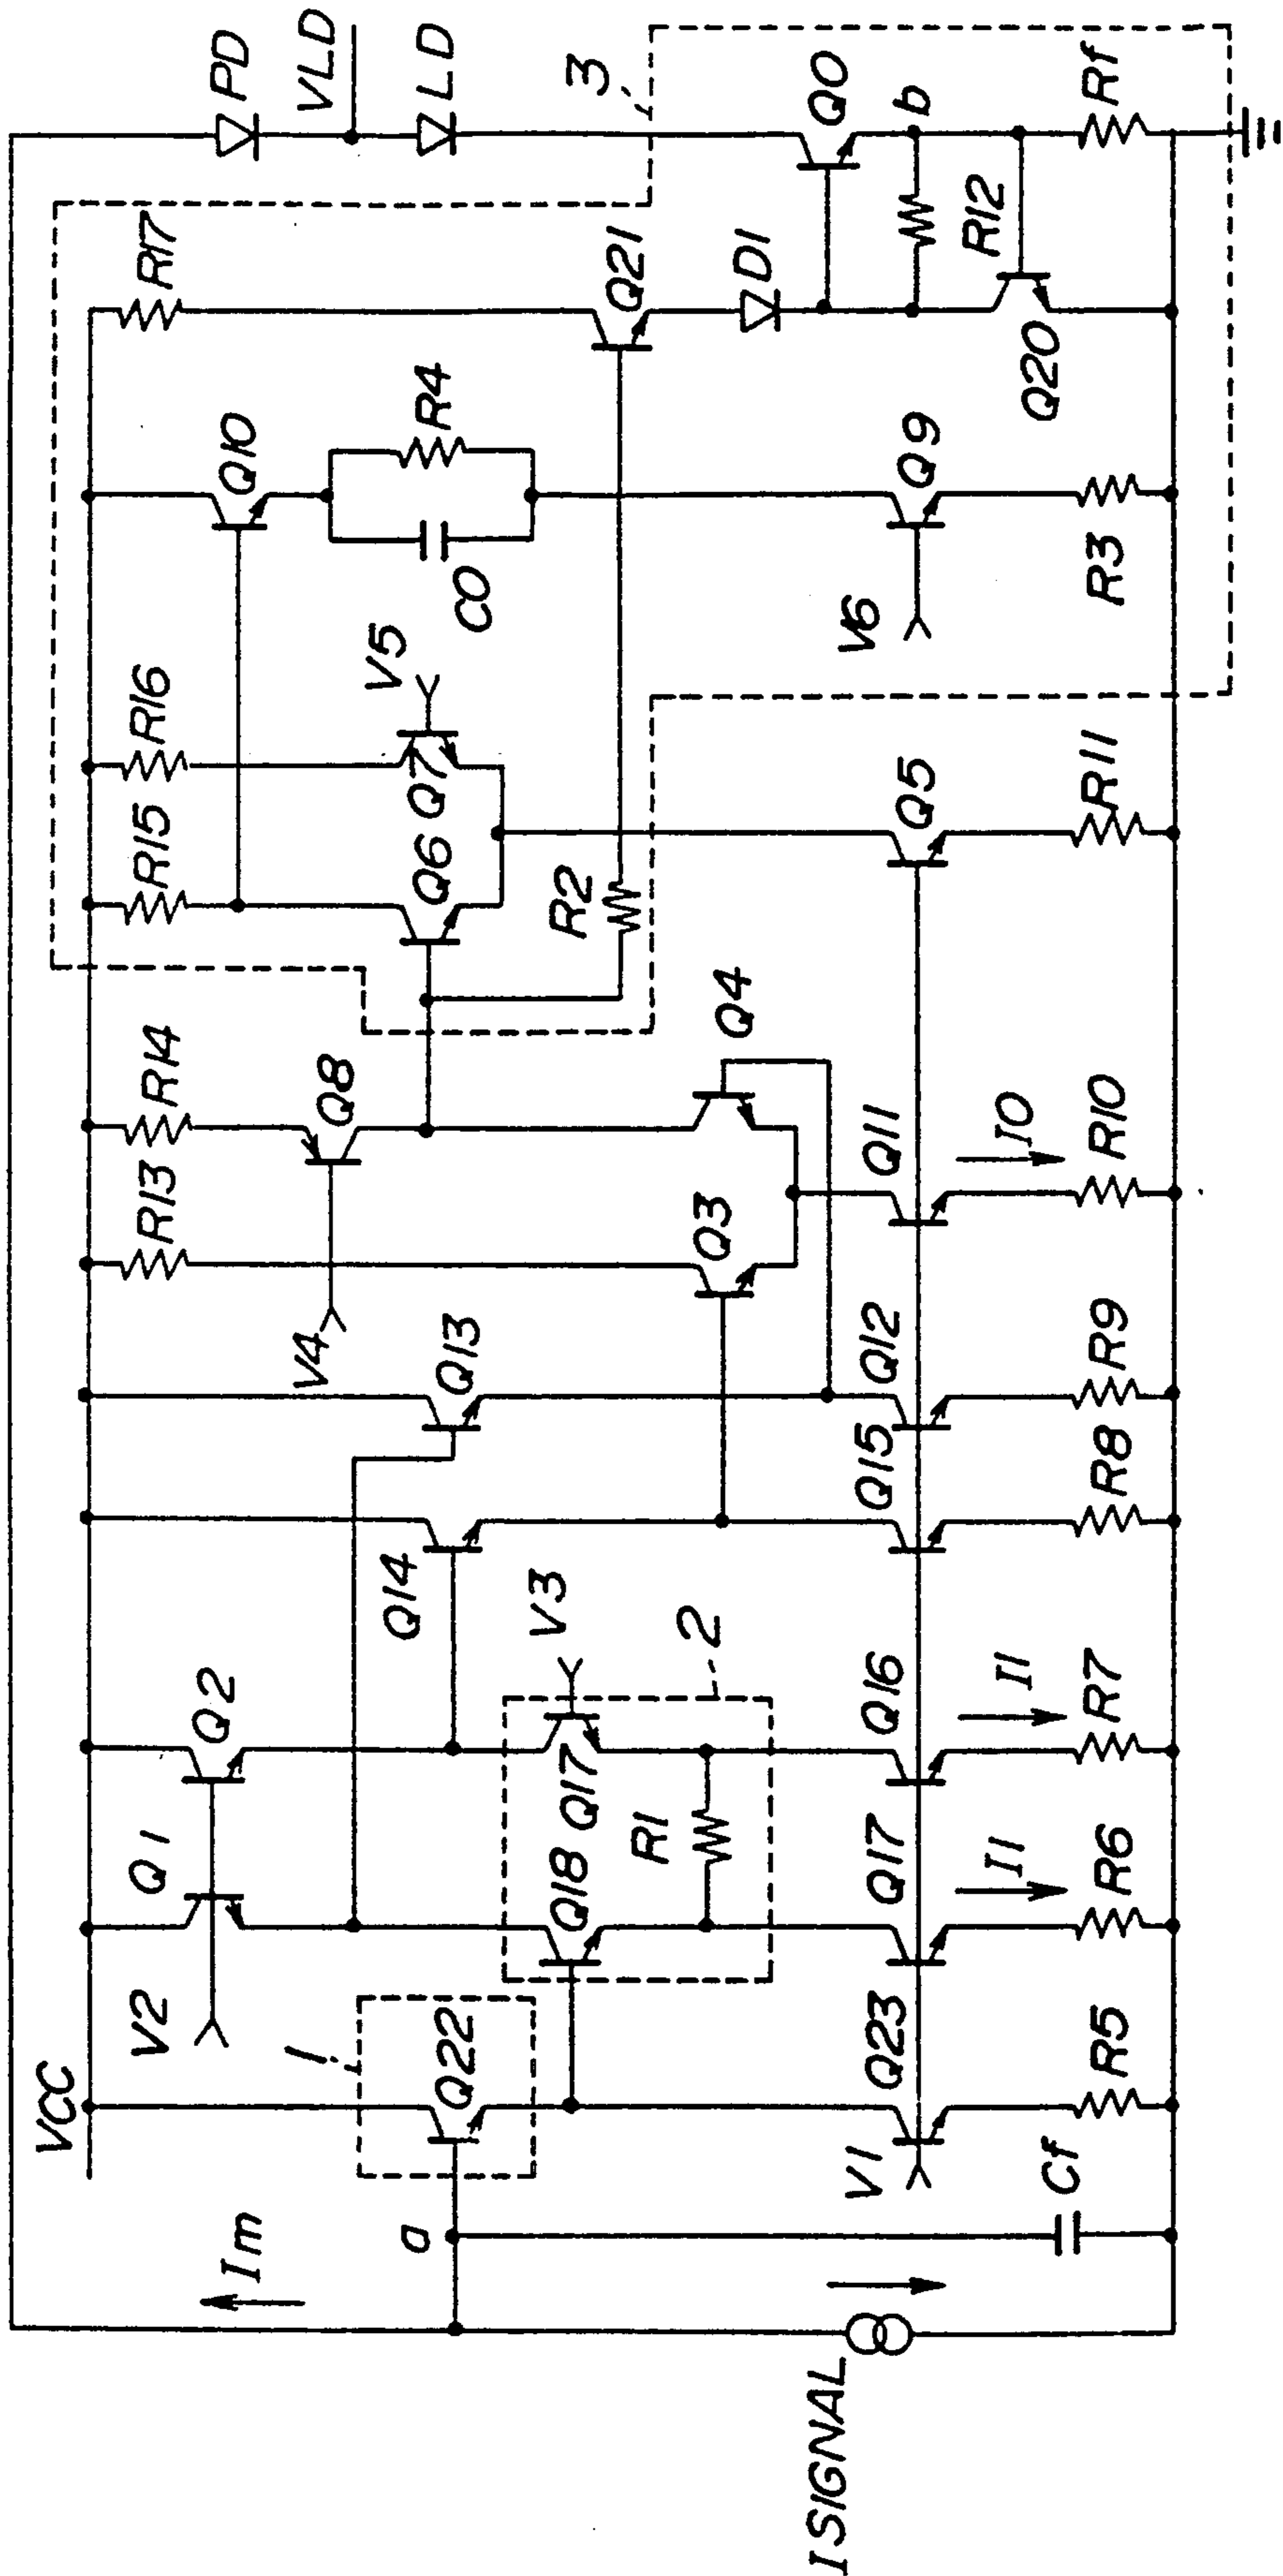 PD
VLD
LD
3
Q0
b
R12
Rf
R17
Q21
D1
Q20
Q10
R4
C0
Q9
V6
R3
R16
V5
Q7
R15
Q6
R2
Q5
R11
R14
Q8
Q4
R13
V4
Q3
Q11
I0
R10
Q13
Q12
R9
Q14
Q15
R8
Q2
V3
2
Q16
I1
R7
Q1
Q17
R1
Q18
Q17
I1
R6
V2
1
Q22
Q23
R5
VCC
V1
Cf
Im
a
ISIGNAL